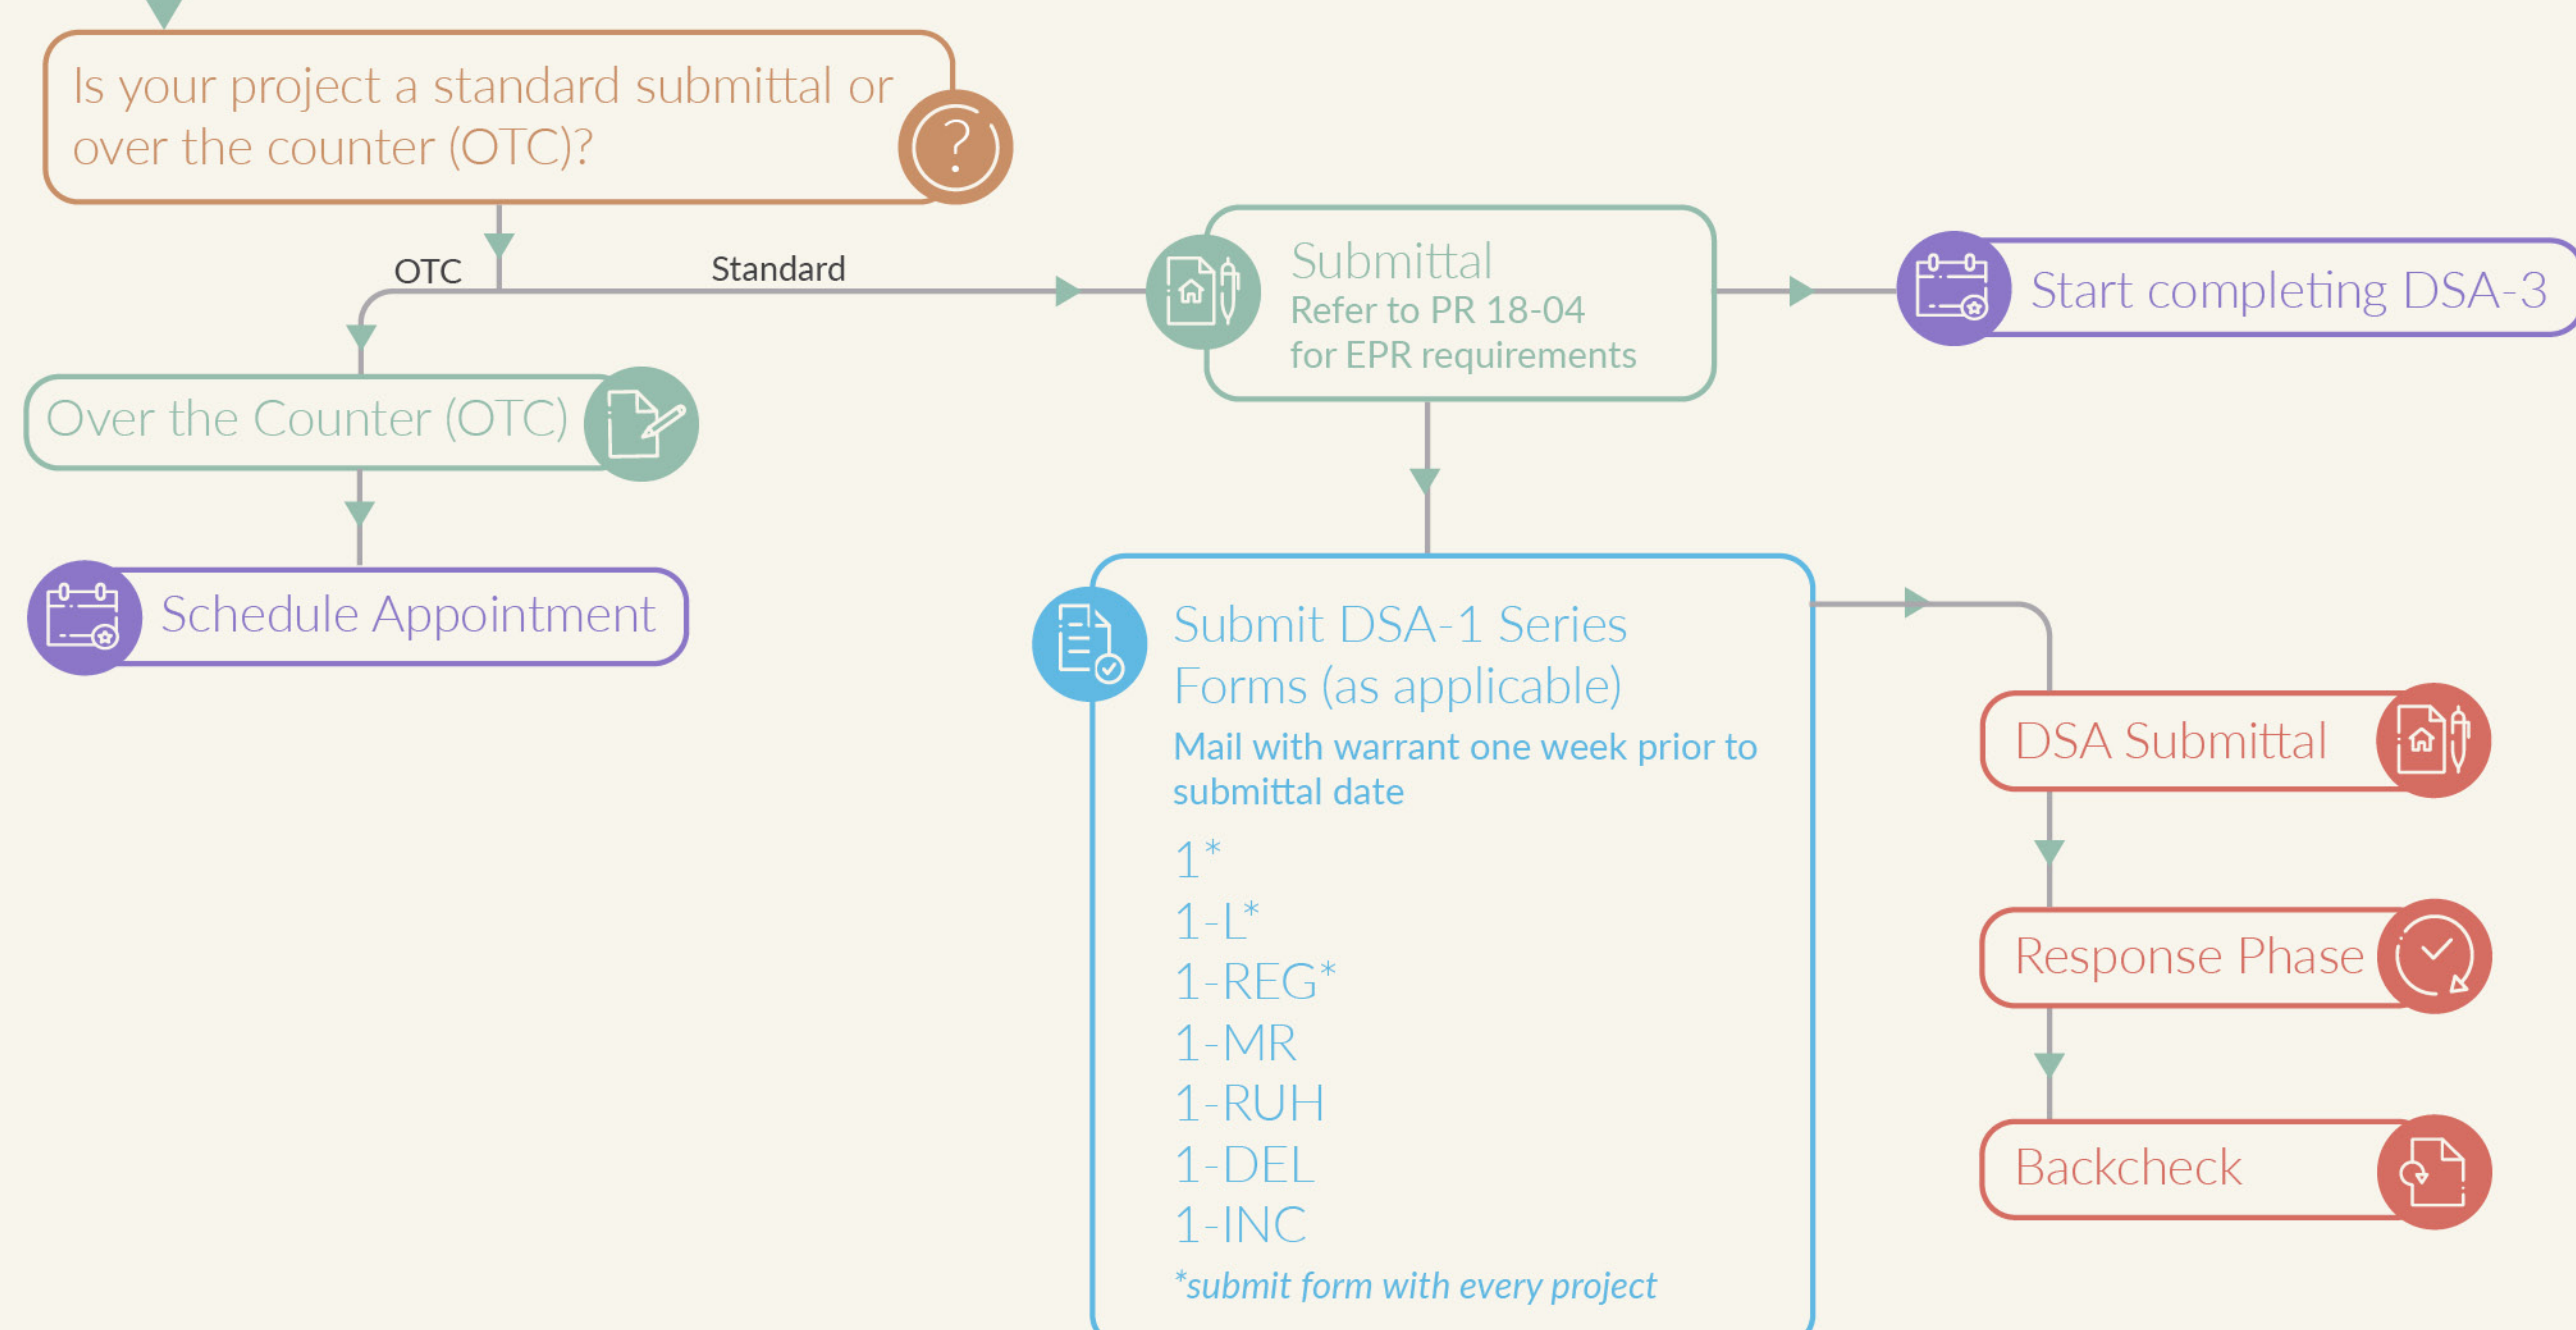 Is your project a standard submittal or
over the counter (OTC)?
?
OTC
Standard
Submittal
Refer to PR 18-04
for EPR requirements
Start completing DSA-3
Over the Counter (OTC)
Schedule Appointment
Submit DSA-1 Series
Forms (as applicable)
Mail with warrant one week prior to
submittal date
1*
1-L*
1-REG*
1-MR
1-RUH
1-DEL
1-INC
*submit form with every project
DSA Submittal
Response Phase
Backcheck